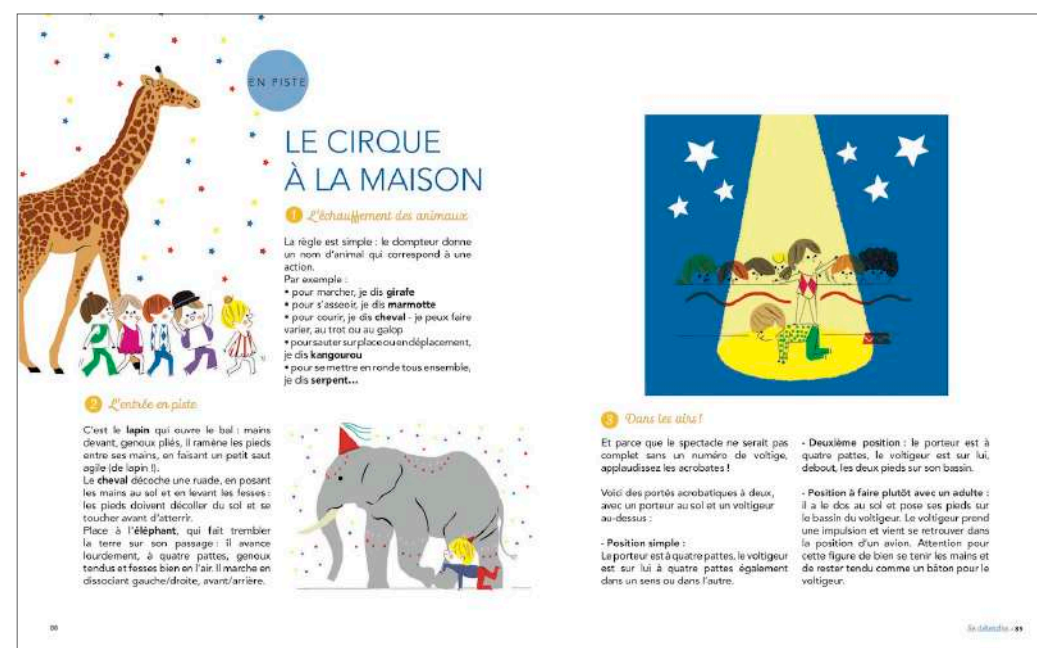 EN PISTE
LE CIRQUE
À LA MAISON
1 L'échauffement des animaux
La règle est simple : le dompteur donne
un nom d'animal qui correspond à une
action.
Par exemple :
• pour marcher, je dis girafe
• pour s'asseoir, je dis marmotte
• pour courir, je dis cheval - je peux faire
varier, au trot ou au galop
• pour sauter sur place ou en déplacement,
je dis kangourou
• pour se mettre en ronde tous ensemble,
je dis serpent...
2 L'entrée en piste
C'est le lapin qui ouvre le bal : mains
devant, genoux pliés, il ramène les pieds
entre ses mains, en faisant un petit saut
agile (de lapin !).
Le cheval décoche une ruade, en posant
les mains au sol et en levant les fesses :
les pieds doivent décoller du sol et se
toucher avant d'atterrir.
Place à l'éléphant, qui fait trembler
la terre sur son passage : il avance
lourdement, à quatre pattes, genoux
tendus et fesses bien en l'air. Il marche en
dissociant gauche/droite, avant/arrière.
3 Dans les airs !
Et parce que le spectacle ne serait pas
complet sans un numéro de voltige,
applaudissez les acrobates !
Voici des portés acrobatiques à deux,
avec un porteur au sol et un voltigeur
au-dessus :
- Position simple :
Le porteur est à quatre pattes, le voltigeur
est sur lui à quatre pattes également
dans un sens ou dans l'autre.
- Deuxième position : le porteur est à
quatre pattes, le voltigeur est sur lui,
debout, les deux pieds sur son bassin.
- Position à faire plutôt avec un adulte :
il a le dos au sol et pose ses pieds sur
le bassin du voltigeur. Le voltigeur prend
une impulsion et vient se retrouver dans
la position d'un avion. Attention pour
cette figure de bien se tenir les mains et
de rester tendu comme un bâton pour le
voltigeur.
Se détendre